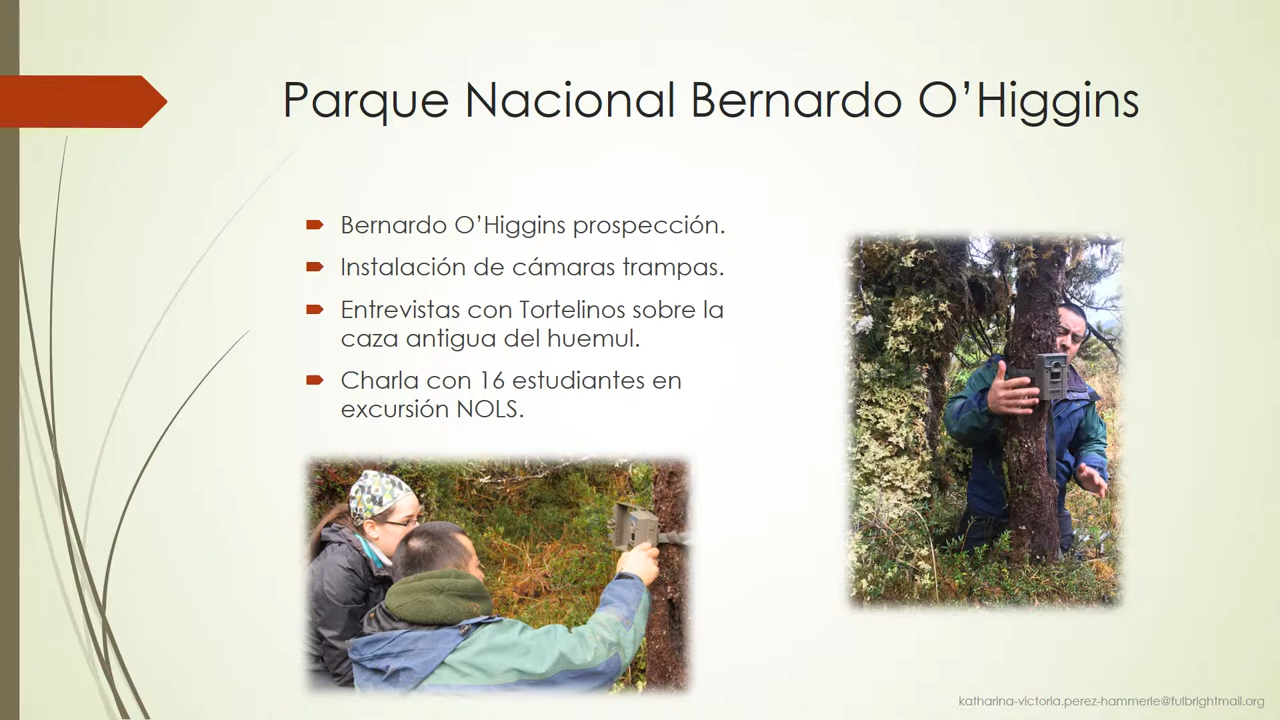 Parque Nacional Bernardo O’Higgins
Bernardo O’Higgins prospección.
Instalación de cámaras trampas.
Entrevistas con Tortelinos sobre la
caza antigua del huemul.
Charla con 16 estudiantes en
excursión NOLS.
katharina-victoria.perez-hammerle@fulbrightmail.org